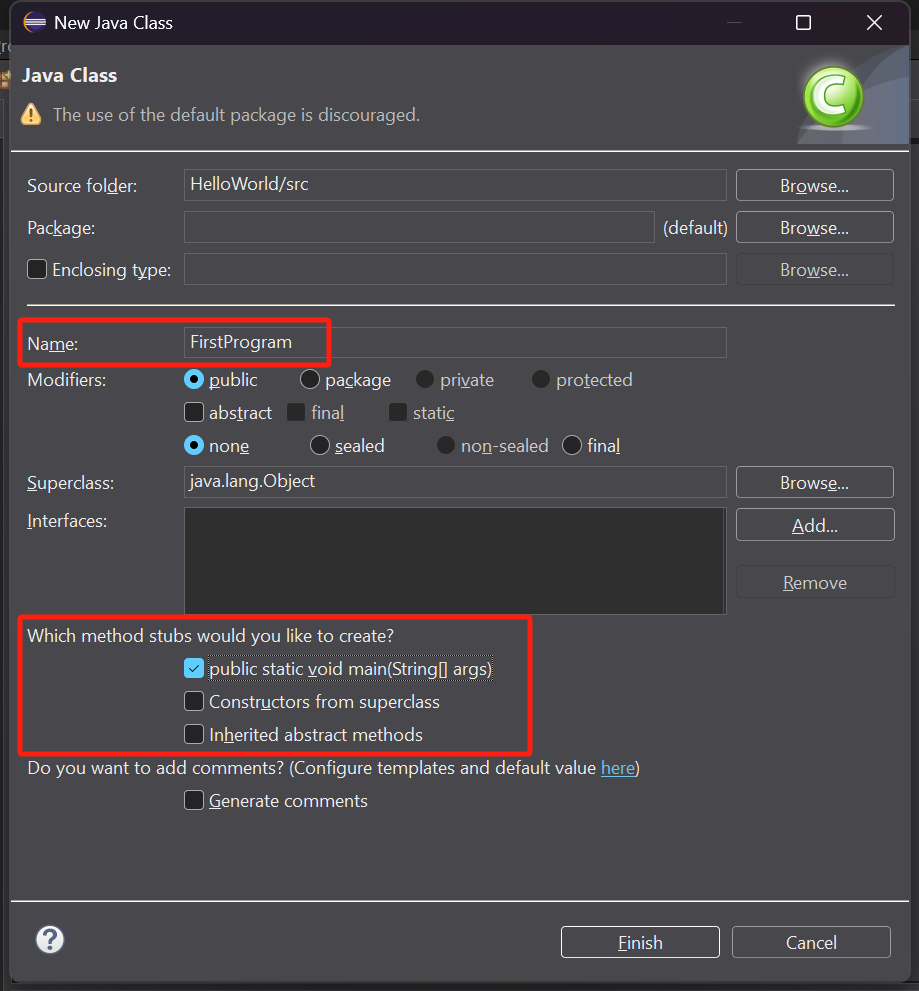 New Java Class
Java Class
The use of the default package is discouraged.
Source folder: HelloWorld/src Browse...
Package: (default) Browse...
Enclosing type: Browse...
Name: FirstProgram
Modifiers: public package private protected
abstract final static
none sealed non-sealed final
Superclass: java.lang.Object Browse...
Interfaces: Add...
Remove
Which method stubs would you like to create?
public static void main(String[] args)
Constructors from superclass
Inherited abstract methods
Do you want to add comments? (Configure templates and default value here)
Generate comments
? Finish Cancel